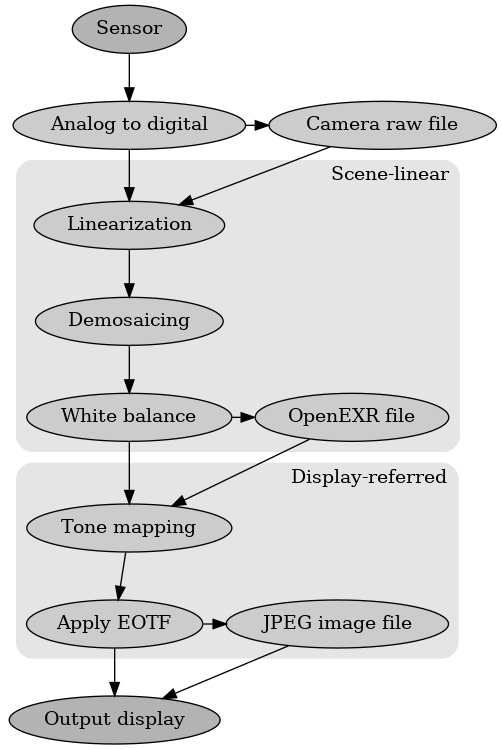 Sensor
Analog to digital
Camera raw file
Scene-linear
Linearization
Demosaicing
White balance
OpenEXR file
Display-referred
Tone mapping
Apply EOTF
JPEG image file
Output display